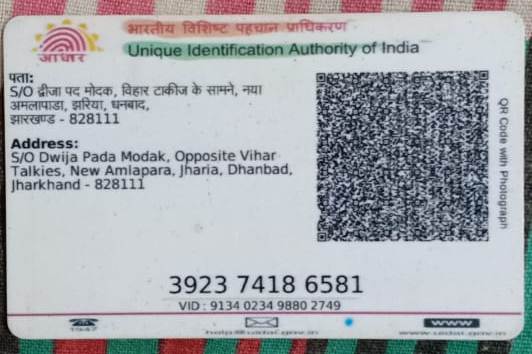 भारतीय विशिष्ट पहचान प्राधिकरण
Unique Identification Authority of India
आधार
पता:
S/O द्वीजा पद मोदक, विहार टाकीज के सामने, नया
अमलापाडा, झरिया, धनबाद,
झारखण्ड - 828111
Address:
S/O Dwija Pada Modak, Opposite Vihar
Talkies, New Amlapara, Jharia, Dhanbad,
Jharkhand - 828111
QR Code with Photograph
3923 7418 6581
VID : 9134 0234 9880 2749
1947
help@uidai.gov.in
www
www.uidai.gov.in